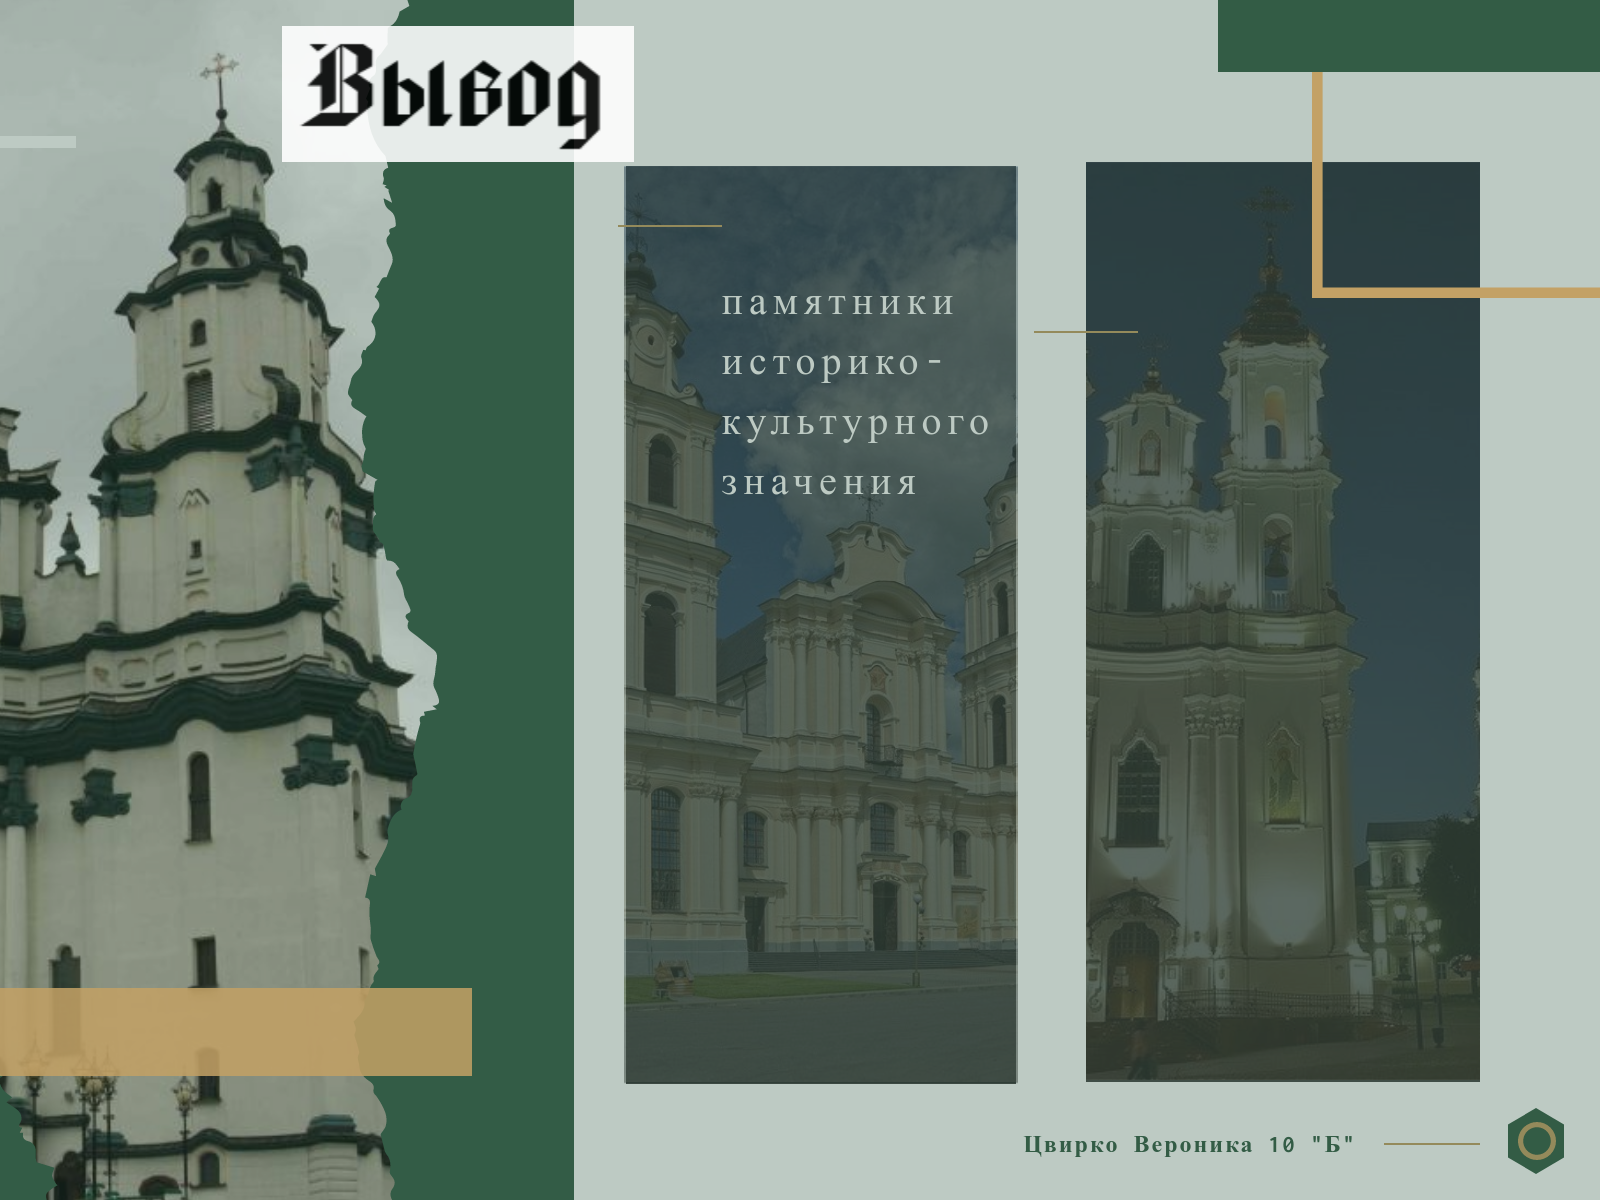 Вывод
памятники
историко-
культурного
значения
Цвирко Вероника 10 "Б"